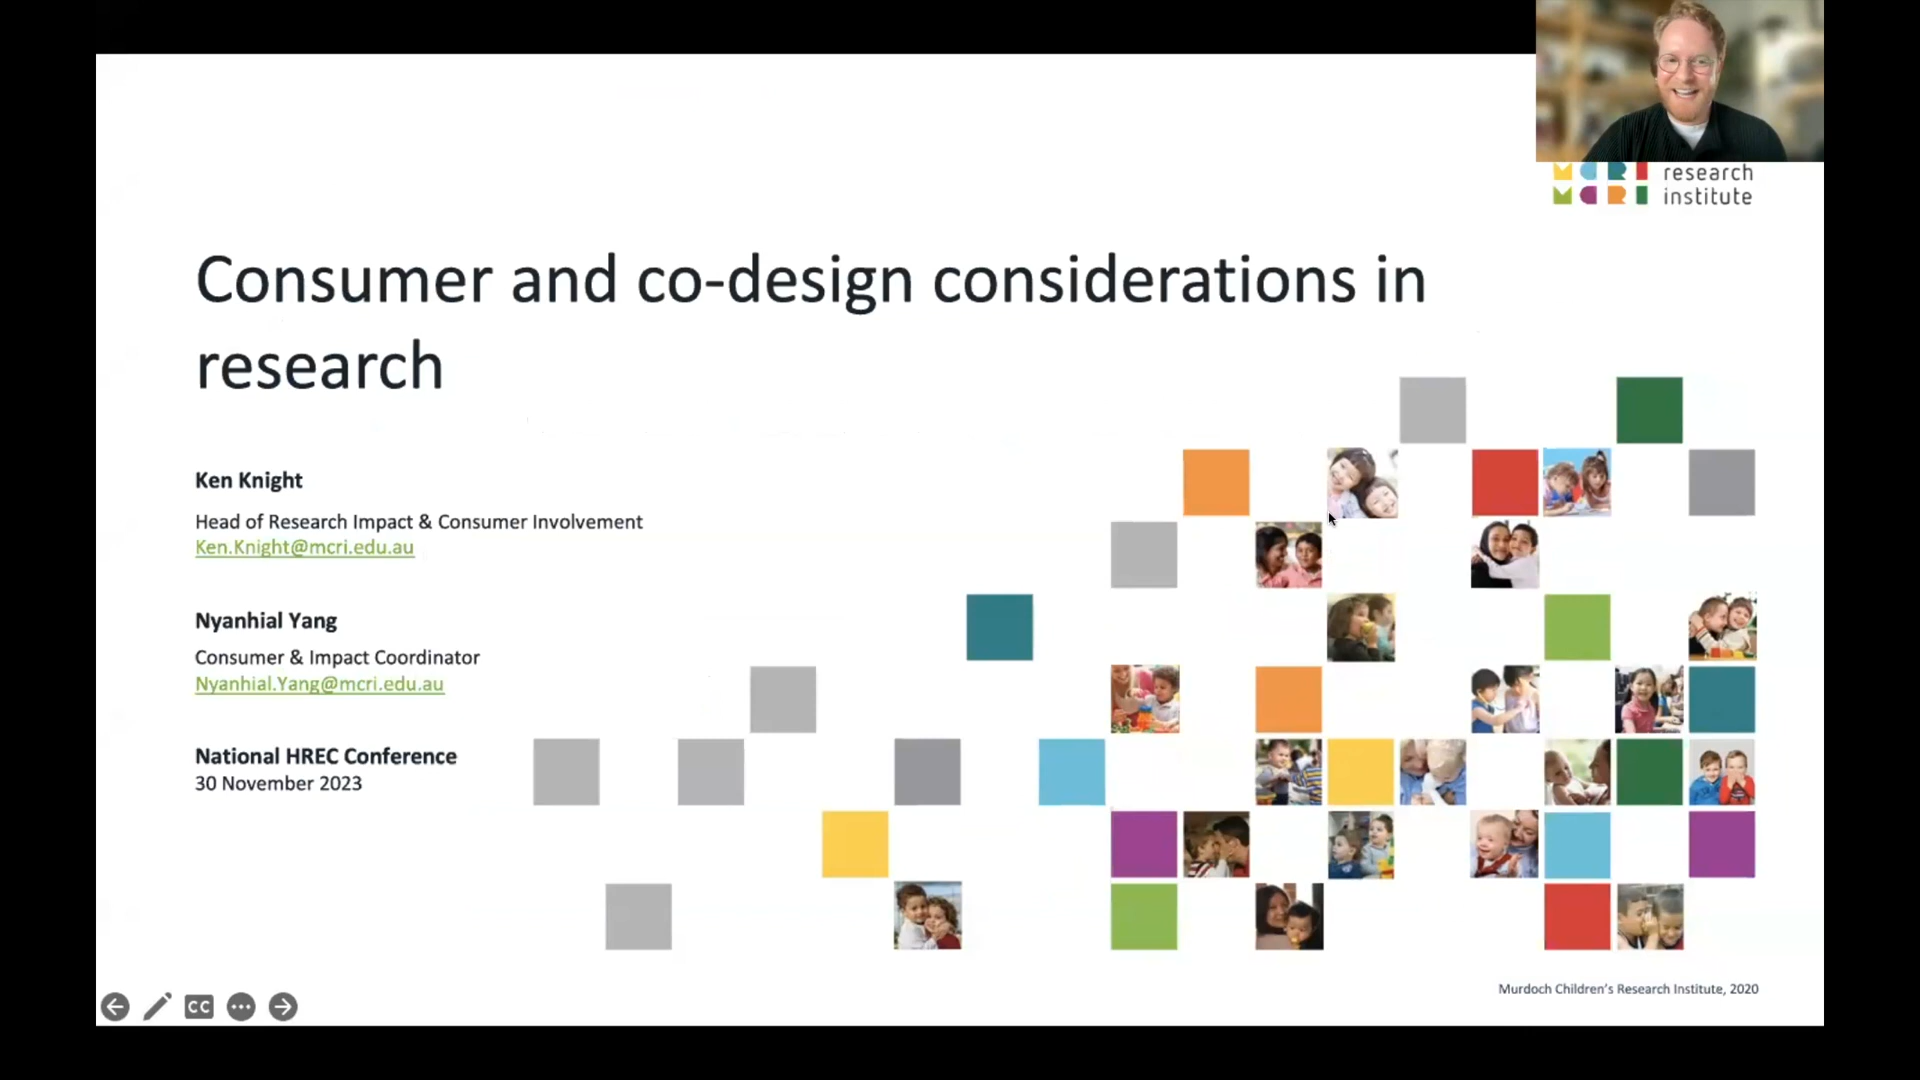 MCRI research
MCRI institute
Consumer and co-design considerations in
research
Ken Knight
Head of Research Impact & Consumer Involvement
Ken.Knight@mcri.edu.au
Nyanhial Yang
Consumer & Impact Coordinator
Nyanhial.Yang@mcri.edu.au
National HREC Conference
30 November 2023
Murdoch Children's Research Institute, 2020
CC